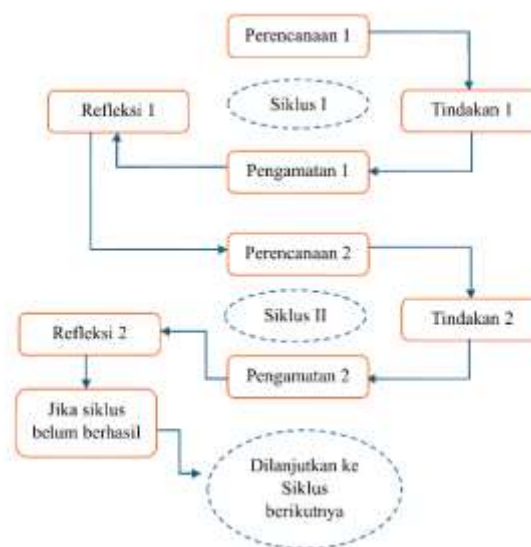 Perencanaan 1
Refleksi 1
Siklus I
Tindakan 1
Pengamatan 1
Perencanaan 2
Refleksi 2
Siklus II
Tindakan 2
Pengamatan 2
Jika siklus
belum berhasil
Dilanjutkan ke
Siklus
berikutnya